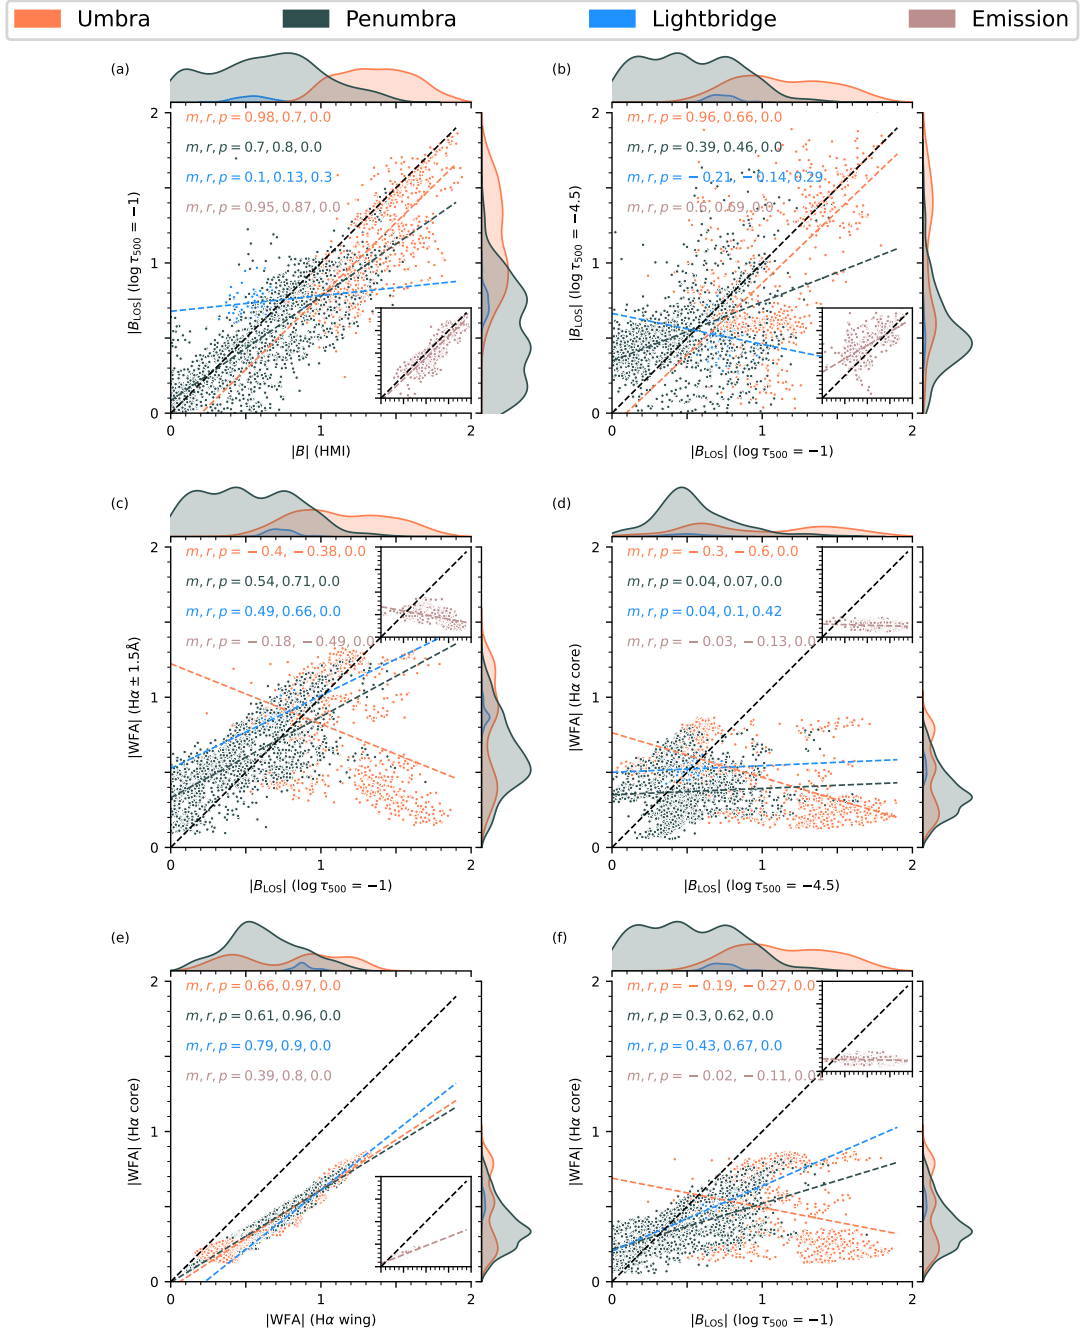 Umbra Penumbra Lightbridge Emission
(a)
m, r, p = 0.98, 0.7, 0.0
m, r, p = 0.7, 0.8, 0.0
m, r, p = 0.1, 0.13, 0.3
m, r, p = 0.95, 0.87, 0.0
|B_LOS| (log τ_500 = −1)
2
1
0
0 1 2
|B| (HMI)
(b)
m, r, p = 0.96, 0.66, 0.0
m, r, p = 0.39, 0.46, 0.0
m, r, p = −0.21, −0.14, 0.29
m, r, p = 0.6, 0.69, 0.0
|B_LOS| (log τ_500 = −4.5)
2
1
0
0 1 2
|B_LOS| (log τ_500 = −1)
(c)
m, r, p = −0.4, −0.38, 0.0
m, r, p = 0.54, 0.71, 0.0
m, r, p = 0.49, 0.66, 0.0
m, r, p = −0.18, −0.49, 0.0
|WFA| (Hα ± 1.5Å)
2
1
0
0 1 2
|B_LOS| (log τ_500 = −1)
(d)
m, r, p = −0.3, −0.6, 0.0
m, r, p = 0.04, 0.07, 0.0
m, r, p = 0.04, 0.1, 0.42
m, r, p = −0.03, −0.13, 0.0
|WFA| (Hα core)
2
1
0
0 1 2
|B_LOS| (log τ_500 = −4.5)
(e)
m, r, p = 0.66, 0.97, 0.0
m, r, p = 0.61, 0.96, 0.0
m, r, p = 0.79, 0.9, 0.0
m, r, p = 0.39, 0.8, 0.0
|WFA| (Hα core)
2
1
0
0 1 2
|WFA| (Hα wing)
(f)
m, r, p = −0.19, −0.27, 0.0
m, r, p = 0.3, 0.62, 0.0
m, r, p = 0.43, 0.67, 0.0
m, r, p = −0.02, −0.11, 0.01
|WFA| (Hα core)
2
1
0
0 1 2
|B_LOS| (log τ_500 = −1)